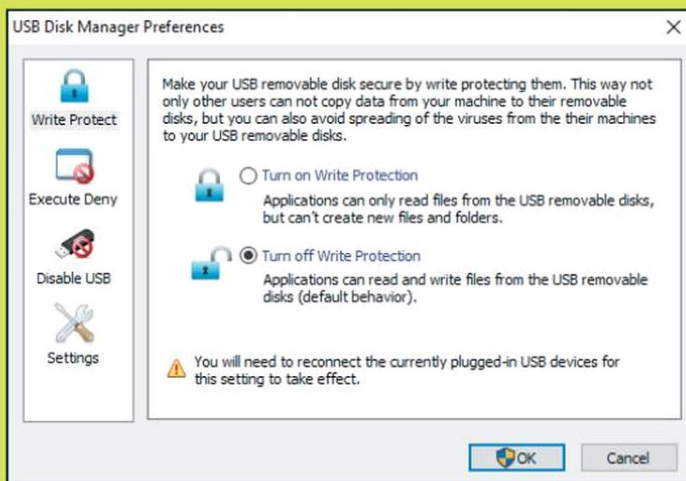 USB Disk Manager Preferences
Write Protect
Execute Deny
Disable USB
Settings
Make your USB removable disk secure by write protecting them. This way not
only other users can not copy data from your machine to their removable
disks, but you can also avoid spreading of the viruses from the their machines
to your USB removable disks.
Turn on Write Protection
Applications can only read files from the USB removable disks,
but can't create new files and folders.
Turn off Write Protection
Applications can read and write files from the USB removable
disks (default behavior).
You will need to reconnect the currently plugged-in USB devices for
this setting to take effect.
OK
Cancel